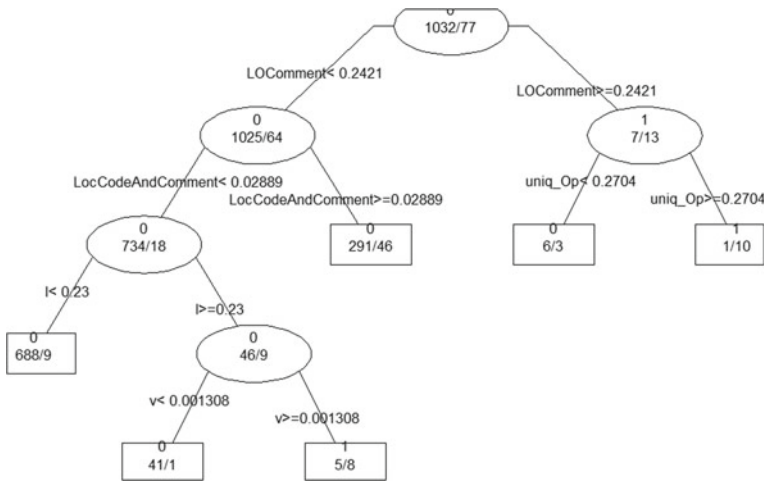 0
1032/77
LOComment< 0.2421
LOComment>=0.2421
0
1025/64
1
7/13
LocCodeAndComment< 0.02889
LocCodeAndComment>=0.02889
uniq_Op< 0.2704
uniq_Op>=0.2704
0
734/18
0
291/46
0
6/3
1
1/10
l< 0.23
l>=0.23
0
688/9
0
46/9
v< 0.001308
v>=0.001308
0
41/1
1
5/8